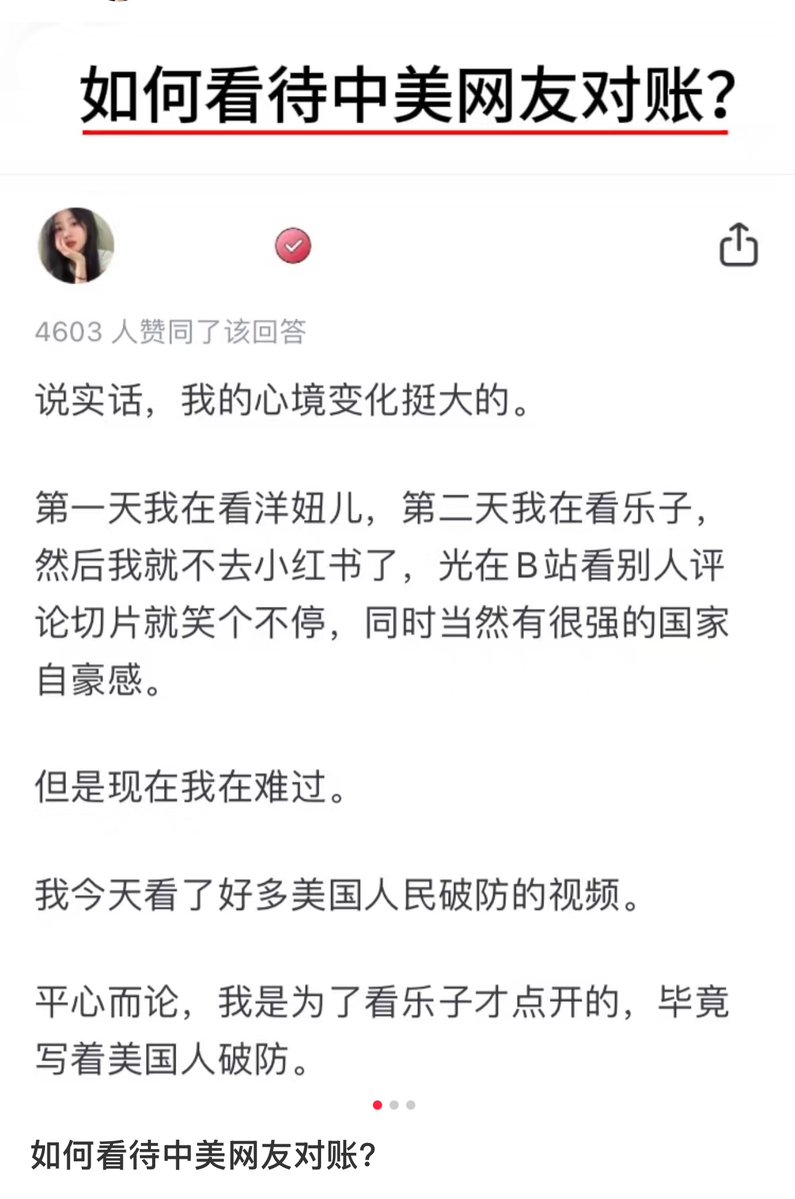 如何看待中美网友对账？
4603 人赞同了该回答
说实话，我的心境变化挺大的。
第一天我在看洋妞儿，第二天我在看乐子，
然后我就不去小红书了，光在B站看别人评
论切片就笑个不停，同时当然有很强的国家
自豪感。
但是现在我在难过。
我今天看了好多美国人民破防的视频。
平心而论，我是为了看乐子才点开的，毕竟
写着美国人破防。
如何看待中美网友对账？